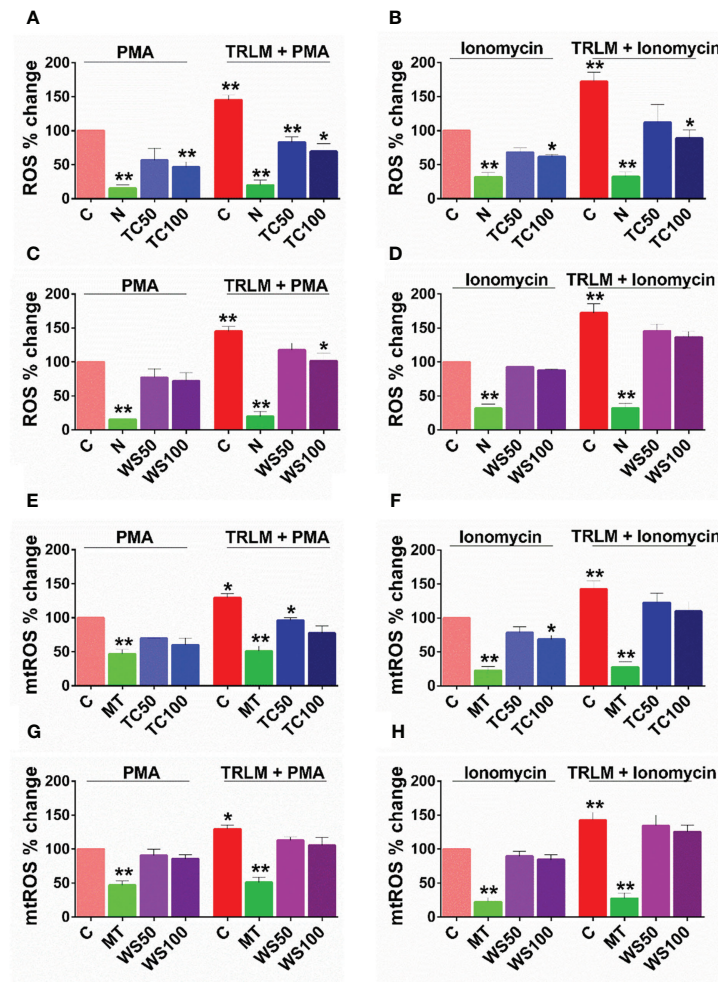 A
PMA TRLM + PMA
ROS % change
200
150
100
50
0
** ** ** ** ** *
C N TC50 TC100 C N TC50 TC100
B
Ionomycin TRLM + Ionomycin
ROS % change
200
150
100
50
0
** * ** ** *
C N TC50 TC100 C N TC50 TC100
C
PMA TRLM + PMA
ROS % change
200
150
100
50
0
** ** ** *
C N WS50 WS100 C N WS50 WS100
D
Ionomycin TRLM + Ionomycin
ROS % change
200
150
100
50
0
** ** **
C N WS50 WS100 C N WS50 WS100
E
PMA TRLM + PMA
mtROS % change
200
150
100
50
0
** * ** *
C MT TC50 TC100 C MT TC50 TC100
F
Ionomycin TRLM + Ionomycin
mtROS % change
200
150
100
50
0
** * ** **
C MT TC50 TC100 C MT TC50 TC100
G
PMA TRLM + PMA
mtROS % change
200
150
100
50
0
** * **
C MT WS50 WS100 C MT WS50 WS100
H
Ionomycin TRLM + Ionomycin
mtROS % change
200
150
100
50
0
** ** **
C MT WS50 WS100 C MT WS50 WS100